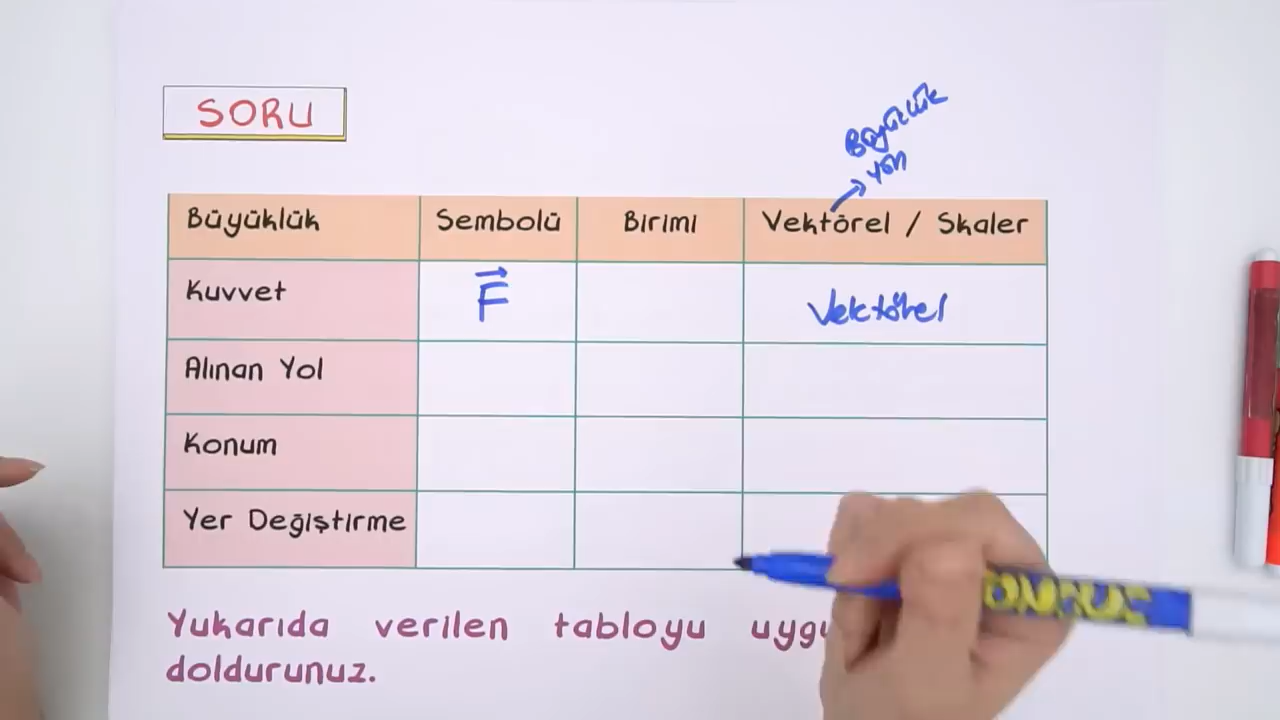 SORU
Büyüklük
Yön
Büyüklük Sembolü Birimi Vektörel / Skaler
Kuvvet F Vektörel
Alınan Yol
Konum
Yer Değiştirme
Yukarıda verilen tabloyu
doldurunuz.